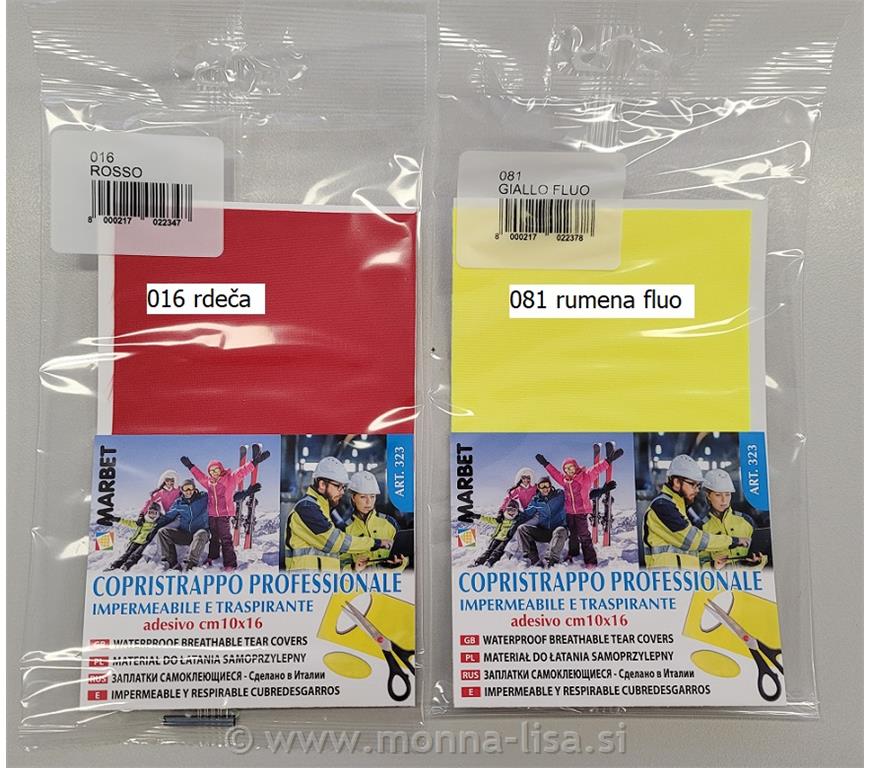 016
ROSSO
8 000217 022347
016 rdeča
MARBET
ART. 323
COPRISTRAPPO PROFESSIONALE
IMPERMEABILE E TRASPIRANTE
adesivo cm10x16
GB WATERPROOF BREATHABLE TEAR COVERS
PL MATERIAŁ DO ŁATANIA SAMOPRZYLEPNY
RUS ЗАПЛАТКИ САМОКЛЕЮЩИЕСЯ - Сделано в Италии
E IMPERMEABLE Y RESPIRABLE CUBREDESGARROS
081
GIALLO FLUO
8 000217 022378
081 rumena fluo
MARBET
ART. 323
COPRISTRAPPO PROFESSIONALE
IMPERMEABILE E TRASPIRANTE
adesivo cm10x16
GB WATERPROOF BREATHABLE TEAR COVERS
PL MATERIAŁ DO ŁATANIA SAMOPRZYLEPNY
RUS ЗАПЛАТКИ САМОКЛЕЮЩИЕСЯ - Сделано в Италии
E IMPERMEABLE Y RESPIRABLE CUBREDESGARROS
© www.monna-lisa.si